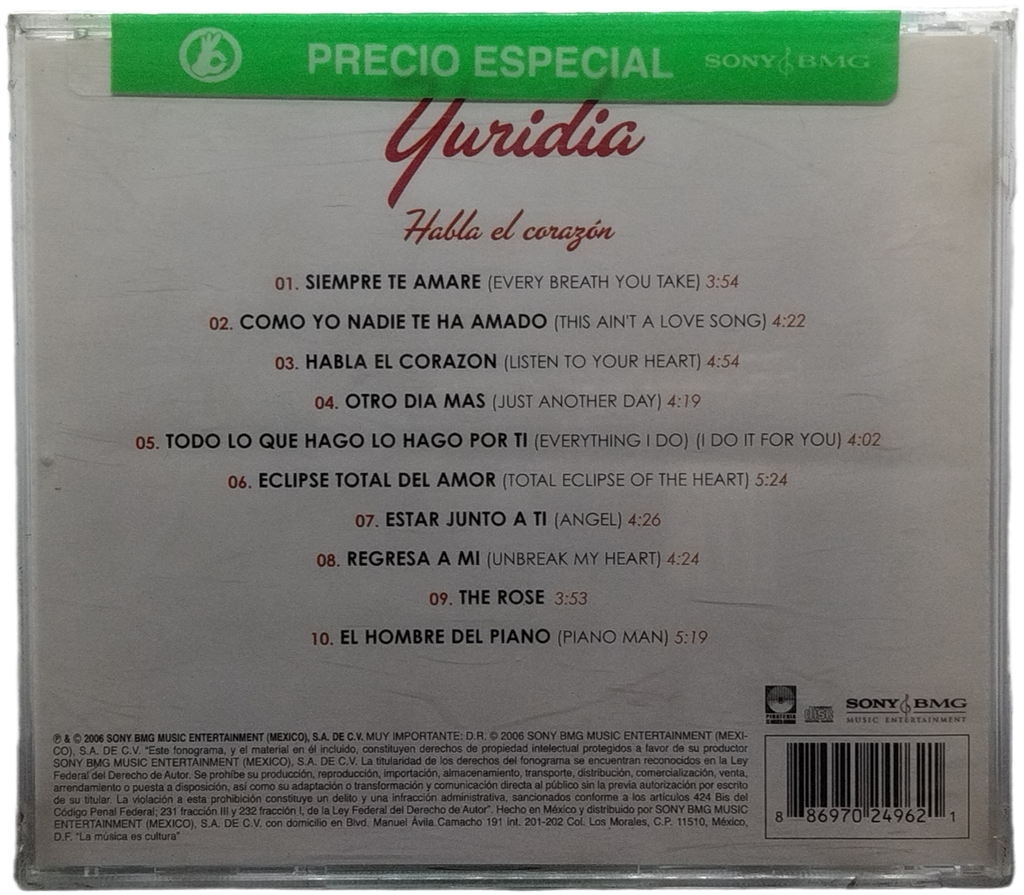 PRECIO ESPECIAL SONY BMG
Yuridia
Habla el corazón
01. SIEMPRE TE AMARE (EVERY BREATH YOU TAKE) 3:54
02. COMO YO NADIE TE HA AMADO (THIS AIN'T A LOVE SONG) 4:22
03. HABLA EL CORAZON (LISTEN TO YOUR HEART) 4:54
04. OTRO DIA MAS (JUST ANOTHER DAY) 4:19
05. TODO LO QUE HAGO LO HAGO POR TI (EVERYTHING I DO) (I DO IT FOR YOU) 4:02
06. ECLIPSE TOTAL DEL AMOR (TOTAL ECLIPSE OF THE HEART) 5:24
07. ESTAR JUNTO A TI (ANGEL) 4:26
08. REGRESA A MI (UNBREAK MY HEART) 4:24
09. THE ROSE 3:53
10. EL HOMBRE DEL PIANO (PIANO MAN) 5:19
PIRATERIA
disc
SONY BMG
MUSIC ENTERTAINMENT
℗ & © 2006 SONY BMG MUSIC ENTERTAINMENT (MEXICO), S.A. DE C.V. MUY IMPORTANTE: D.R. © 2006 SONY BMG MUSIC ENTERTAINMENT (MEXI-
CO), S.A. DE C.V. "Este fonograma, y el material en él incluido, constituyen derechos de propiedad intelectual protegidos a favor de su productor
SONY BMG MUSIC ENTERTAINMENT (MEXICO), S.A. DE C.V. La titularidad de los derechos del fonograma se encuentran reconocidos en la Ley
Federal del Derecho de Autor. Se prohíbe su producción, reproducción, importación, almacenamiento, transporte, distribución, comercialización, venta,
arrendamiento o puesta a disposición, así como su adaptación o transformación y comunicación directa al público sin la previa autorización por escrito
de su titular. La violación a esta prohibición constituye un delito y una infracción administrativa, sancionados conforme a los artículos 424 Bis del
Código Penal Federal; 231 fracción III y 232 fracción I, de la Ley Federal del Derecho de Autor". Hecho en México y distribuido por SONY BMG MUSIC
ENTERTAINMENT (MEXICO), S.A. DE C.V. con domicilio en Blvd. Manuel Ávila Camacho 191 int. 201-202 Col. Los Morales, C.P. 11510, México,
D.F. "La música es cultura"
8 86970 24962 1